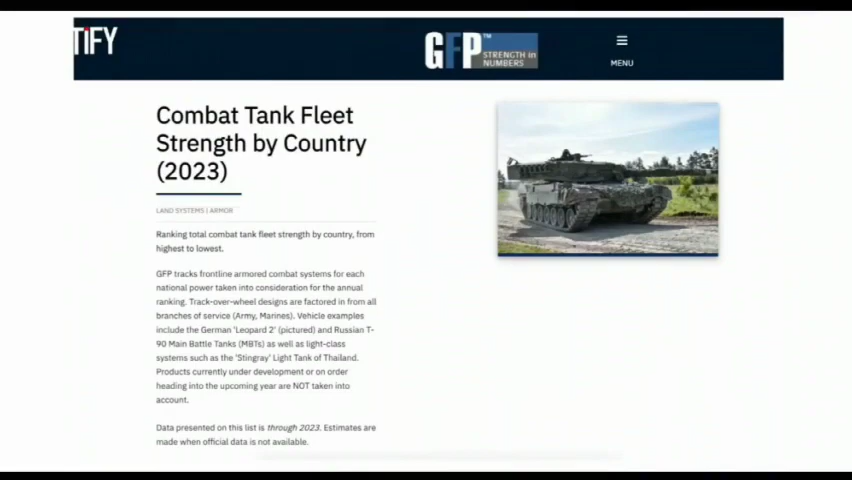 TIFY
GFP™
STRENGTH in
NUMBERS
MENU
Combat Tank Fleet
Strength by Country
(2023)
LAND SYSTEMS | ARMOR
Ranking total combat tank fleet strength by country, from
highest to lowest.
GFP tracks frontline armored combat systems for each
national power taken into consideration for the annual
ranking. Track-over-wheel designs are factored in from all
branches of service (Army, Marines). Vehicle examples
include the German 'Leopard 2' (pictured) and Russian T-
90 Main Battle Tanks (MBTs) as well as light-class
systems such as the 'Stingray' Light Tank of Thailand.
Products currently under development or on order
heading into the upcoming year are NOT taken into
account.
Data presented on this list is through 2023. Estimates are
made when official data is not available.